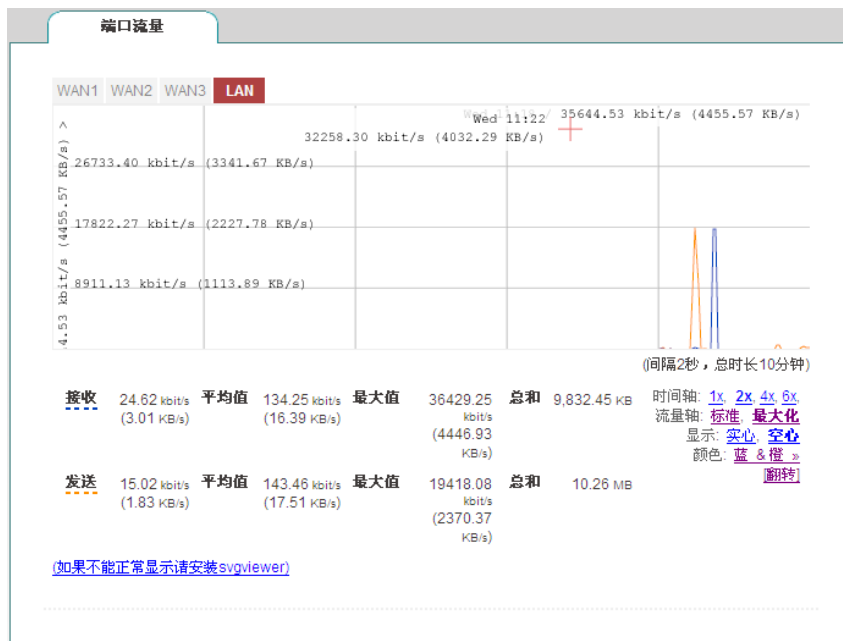 端口流量
WAN1 WAN2 WAN3 LAN
Wed 11:22
35644.53 kbit/s (4455.57 KB/s)
32258.30 kbit/s (4032.29 KB/s)
26733.40 kbit/s (3341.67 KB/s)
17822.27 kbit/s (2227.78 KB/s)
8911.13 kbit/s (1113.89 KB/s)
4.53 kbit/s (4455.57 KB/s) >
(间隔2秒，总时长10分钟)
接收 24.62 kbit/s 平均值 134.25 kbit/s 最大值 36429.25 总和 9,832.45 KB
(3.01 KB/s) (16.39 KB/s) kbit/s
(4446.93
KB/s)
发送 15.02 kbit/s 平均值 143.46 kbit/s 最大值 19418.08 总和 10.26 MB
(1.83 KB/s) (17.51 KB/s) kbit/s
(2370.37
KB/s)
时间轴: 1x, 2x, 4x, 6x,
流量轴: 标准, 最大化
显示: 实心, 空心
颜色: 蓝 & 橙 »
[翻转]
(如果不能正常显示请安装svgviewer)